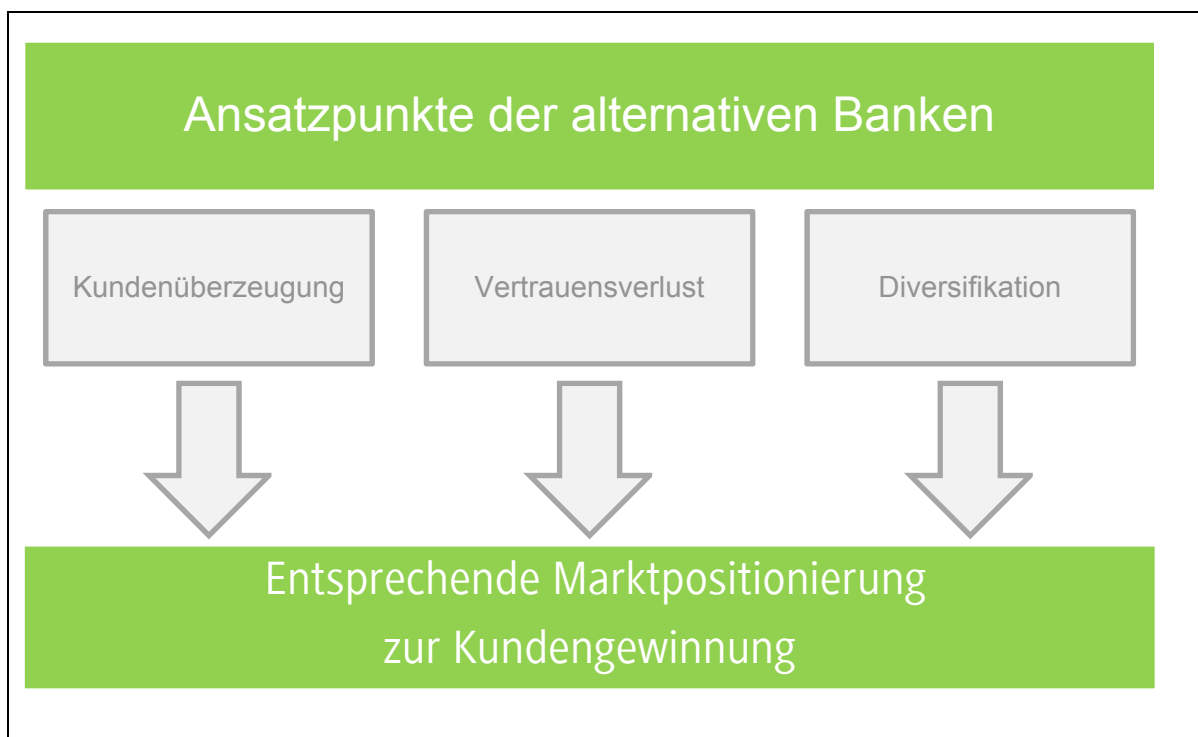 Ansatzpunkte der alternativen Banken
Kundenüberzeugung
Vertrauensverlust
Diversifikation
Entsprechende Marktpositionierung
zur Kundengewinnung